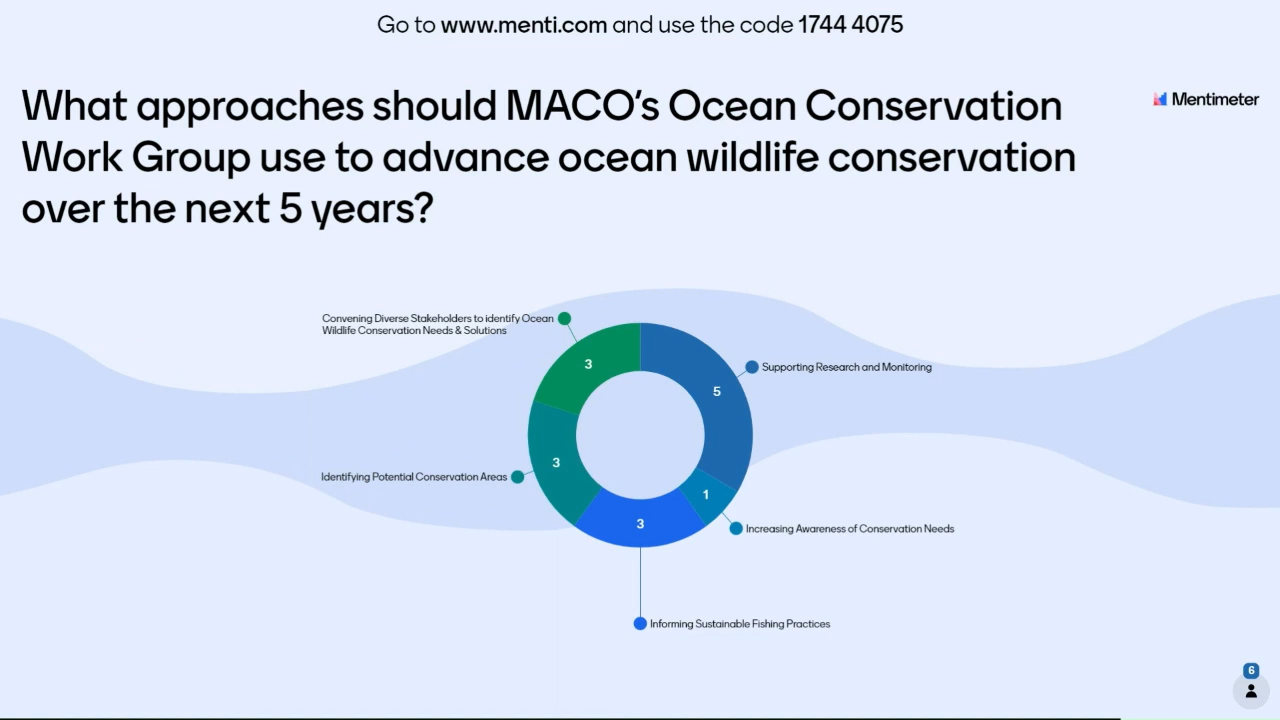 Go to www.menti.com and use the code 1744 4075
What approaches should MACO's Ocean Conservation
Work Group use to advance ocean wildlife conservation
over the next 5 years?
Mentimeter
Convening Diverse Stakeholders to identify Ocean
Wildlife Conservation Needs & Solutions
3
Supporting Research and Monitoring
5
3
Identifying Potential Conservation Areas
1
3
Increasing Awareness of Conservation Needs
Informing Sustainable Fishing Practices
6